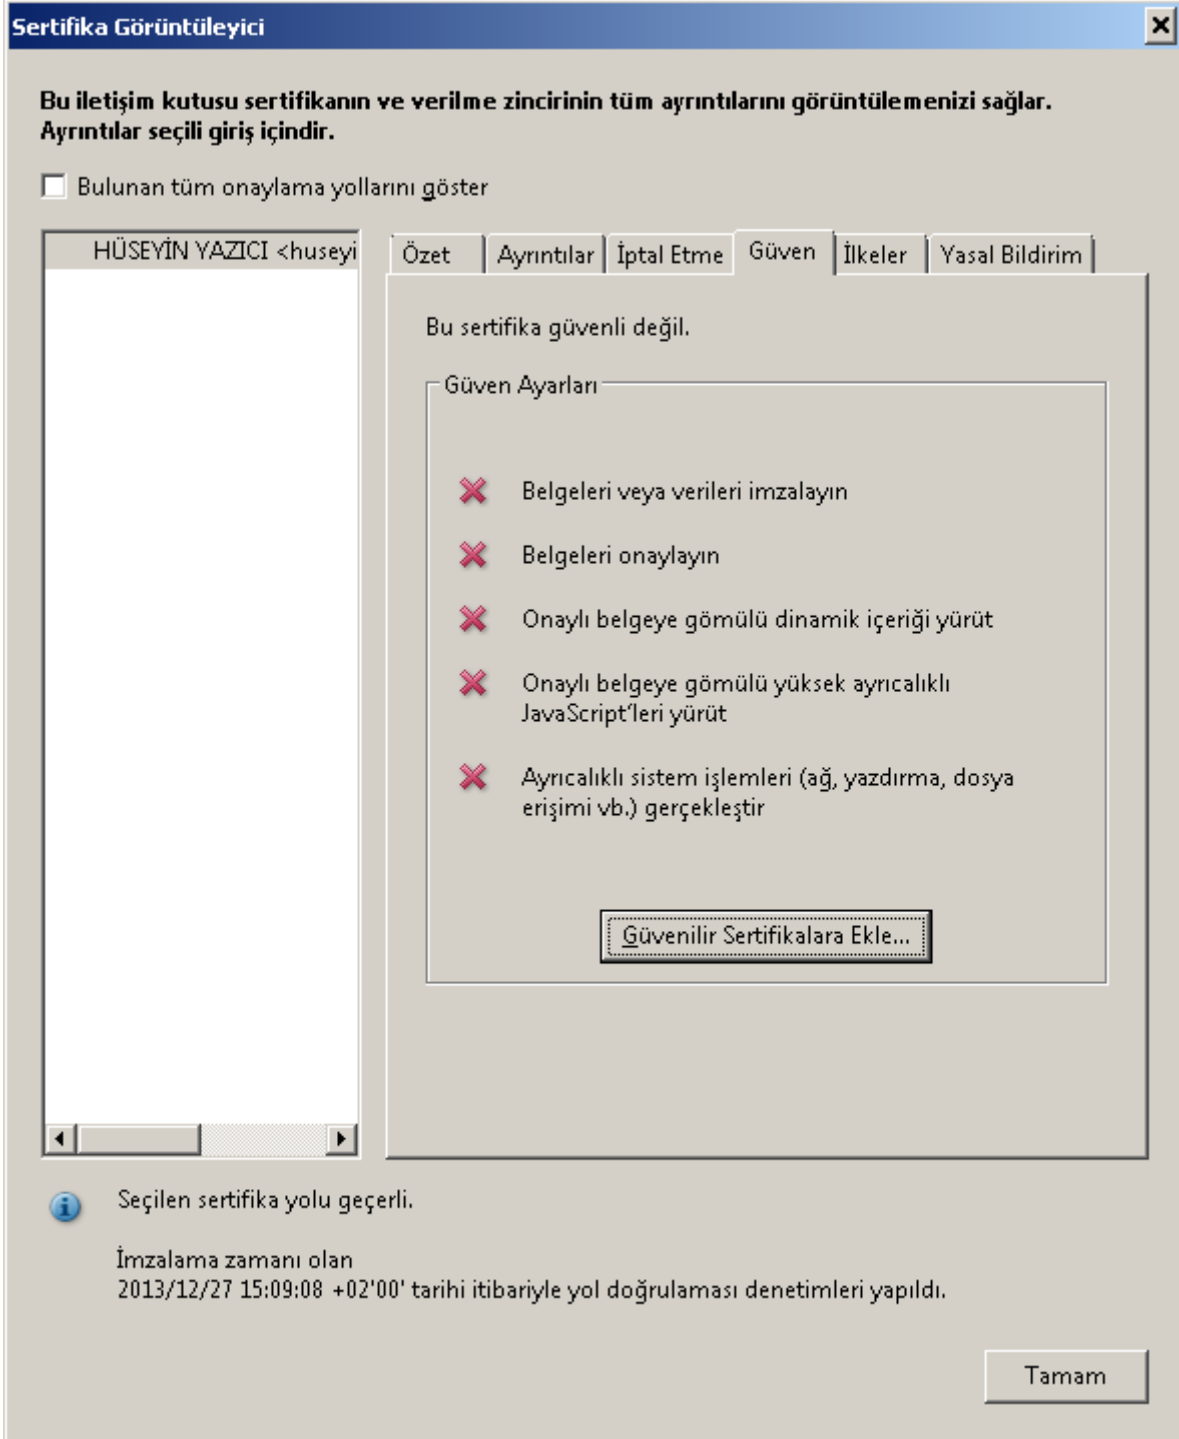 Sertifika Görüntüleyici
Bu iletişim kutusu sertifikanın ve verilme zincirinin tüm ayrıntılarını görüntülemenizi sağlar.
Ayrıntılar seçili giriş içindir.
Bulunan tüm onaylama yollarını göster
HÜSEYİN YAZICI <huseyi
Özet
Ayrıntılar
İptal Etme
Güven
İlkeler
Yasal Bildirim
Bu sertifika güvenli değil.
Güven Ayarları
Belgeleri veya verileri imzalayın
Belgeleri onaylayın
Onaylı belgeye gömülü dinamik içeriği yürüt
Onaylı belgeye gömülü yüksek ayrıcalıklı
JavaScript'leri yürüt
Ayrıcalıklı sistem işlemleri (ağ, yazdırma, dosya
erişimi vb.) gerçekleştir
Güvenilir Sertifikalara Ekle...
Seçilen sertifika yolu geçerli.
İmzalama zamanı olan
2013/12/27 15:09:08 +02'00' tarihi itibariyle yol doğrulaması denetimleri yapıldı.
Tamam